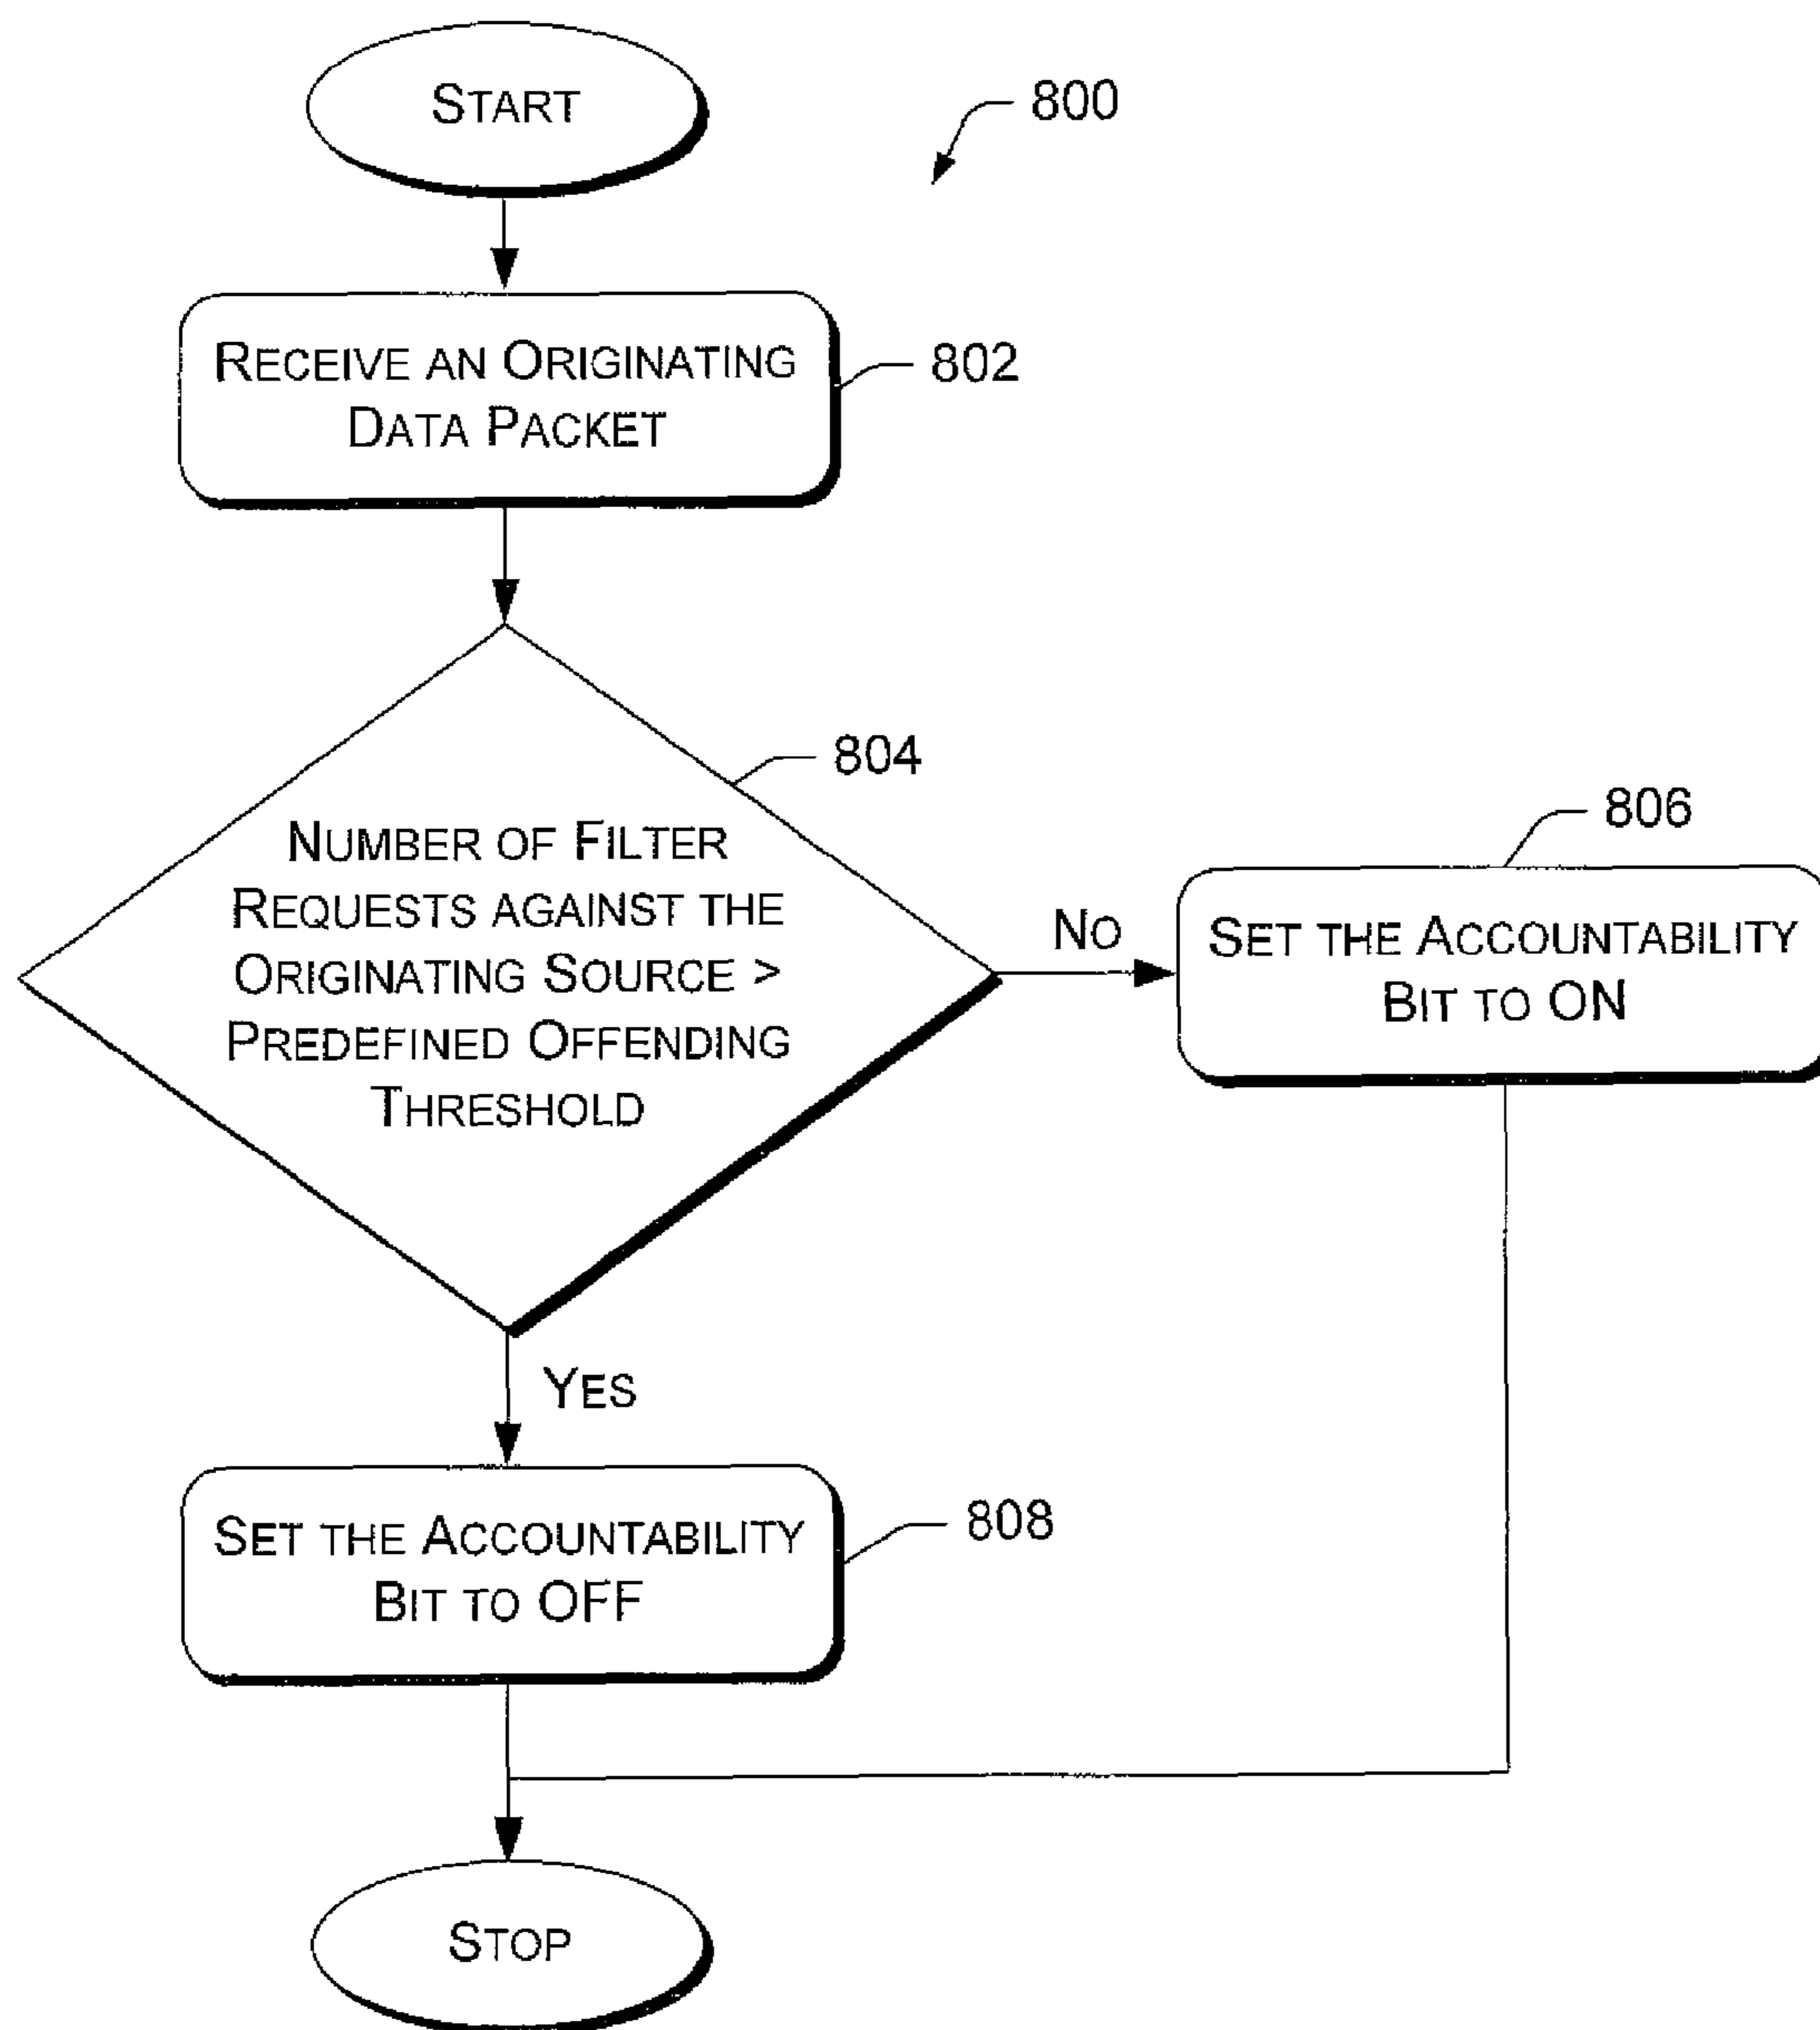 START
800
RECEIVE AN ORIGINATING
DATA PACKET
802
804
NUMBER OF FILTER
REQUESTS AGAINST THE
ORIGINATING SOURCE >
PREDEFINED OFFENDING
THRESHOLD
NO
806
SET THE ACCOUNTABILITY
BIT TO ON
YES
SET THE ACCOUNTABILITY
BIT TO OFF
808
STOP